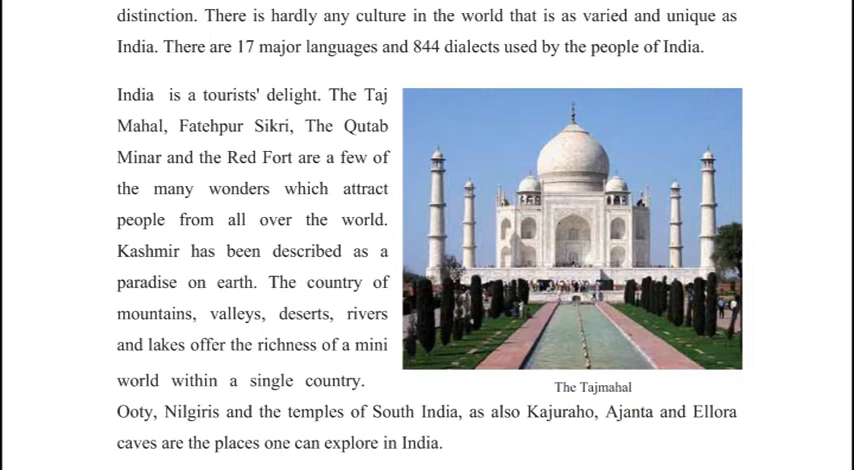 distinction. There is hardly any culture in the world that is as varied and unique as
India. There are 17 major languages and 844 dialects used by the people of India.
India is a tourists' delight. The Taj
Mahal, Fatehpur Sikri, The Qutab
Minar and the Red Fort are a few of
the many wonders which attract
people from all over the world.
Kashmir has been described as a
paradise on earth. The country of
mountains, valleys, deserts, rivers
and lakes offer the richness of a mini
world within a single country.
The Tajmahal
Ooty, Nilgiris and the temples of South India, as also Kajuraho, Ajanta and Ellora
caves are the places one can explore in India.